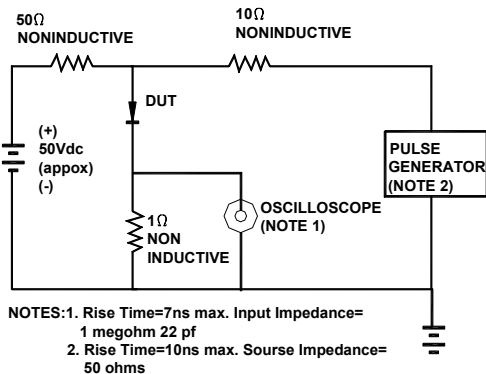 50Ω
NONINDUCTIVE
10Ω
NONINDUCTIVE
DUT
(+)
50Vdc
(appox)
(-)
PULSE
GENERATOR
(NOTE 2)
1Ω
NON
INDUCTIVE
OSCILLOSCOPE
(NOTE 1)
NOTES:1. Rise Time=7ns max. Input Impedance=
1 megohm 22 pf
2. Rise Time=10ns max. Sourse Impedance=
50 ohms